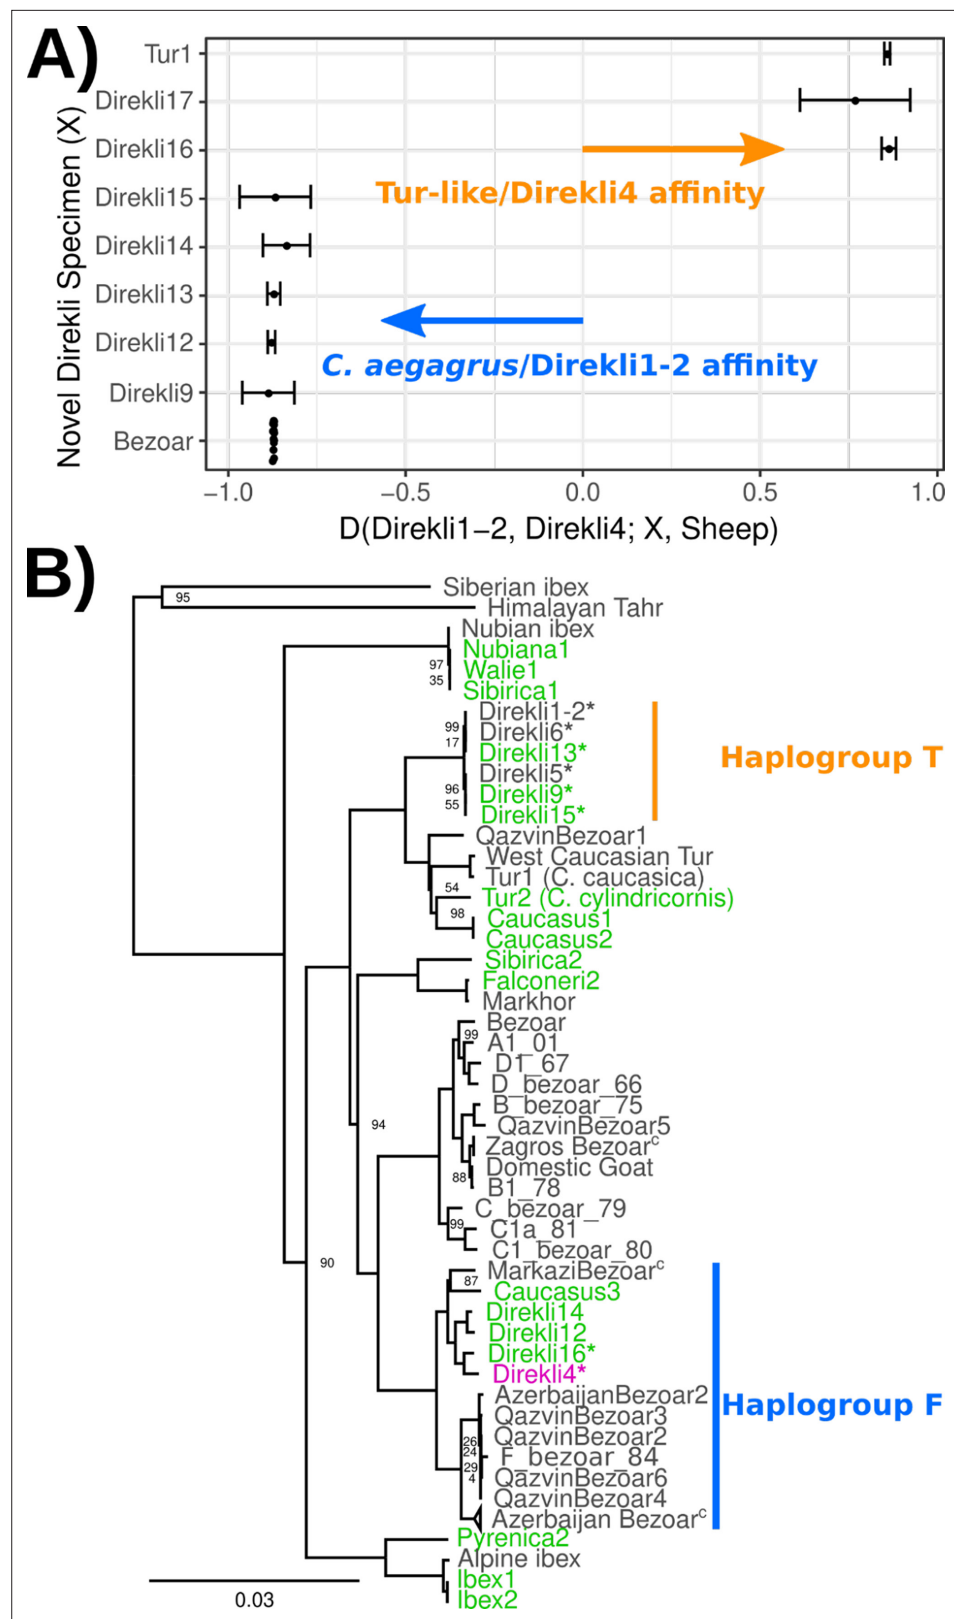 A)
Novel Direkli Specimen (X)
Tur1
Direkli17
Direkli16
Tur-like/Direkli4 affinity
Direkli15
Direkli14
Direkli13
Direkli12
C. aegagrus/Direkli1-2 affinity
Direkli9
Bezoar
−1.0 −0.5 0.0 0.5 1.0
D(Direkli1−2, Direkli4; X, Sheep)
B)
Siberian ibex
95
Himalayan Tahr
Nubian ibex
Nubiana1
97
Walie1
35
Sibirica1
Direkli1-2*
99
Direkli6*
17
Direkli13*
Haplogroup T
Direkli5*
96
Direkli9*
55
Direkli15*
QazvinBezoar1
West Caucasian Tur
Tur1 (C. caucasica)
54
Tur2 (C. cylindricornis)
98
Caucasus1
Caucasus2
Sibirica2
Falconeri2
Markhor
Bezoar
99
A1_01
D1_67
D_bezoar_66
B_bezoar_75
94
QazvinBezoar5
Zagros Bezoarᶜ
Domestic Goat
88
B1_78
C_bezoar_79
99
C1a_81
C1_bezoar_80
90
MarkaziBezoarᶜ
87
Caucasus3
Direkli14
Direkli12
Direkli16*
Direkli4*
AzerbaijanBezoar2
Haplogroup F
QazvinBezoar3
26
QazvinBezoar2
24
F_bezoar_84
29
QazvinBezoar6
4
QazvinBezoar4
Azerbaijan Bezoarᶜ
Pyrenica2
Alpine ibex
Ibex1
Ibex2
0.03